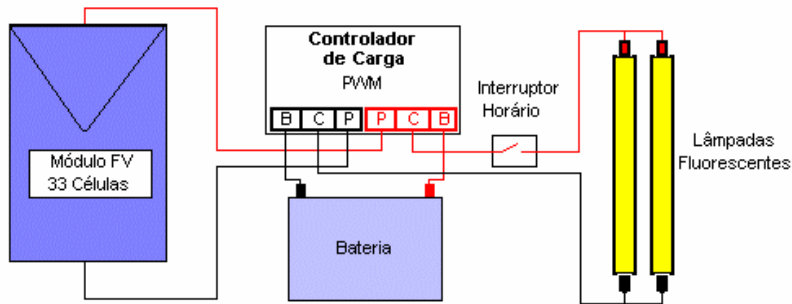 Controlador
de Carga
PWM
B C P P C B
Interruptor
Horário
Módulo FV
33 Células
Lâmpadas
Fluorescentes
Bateria